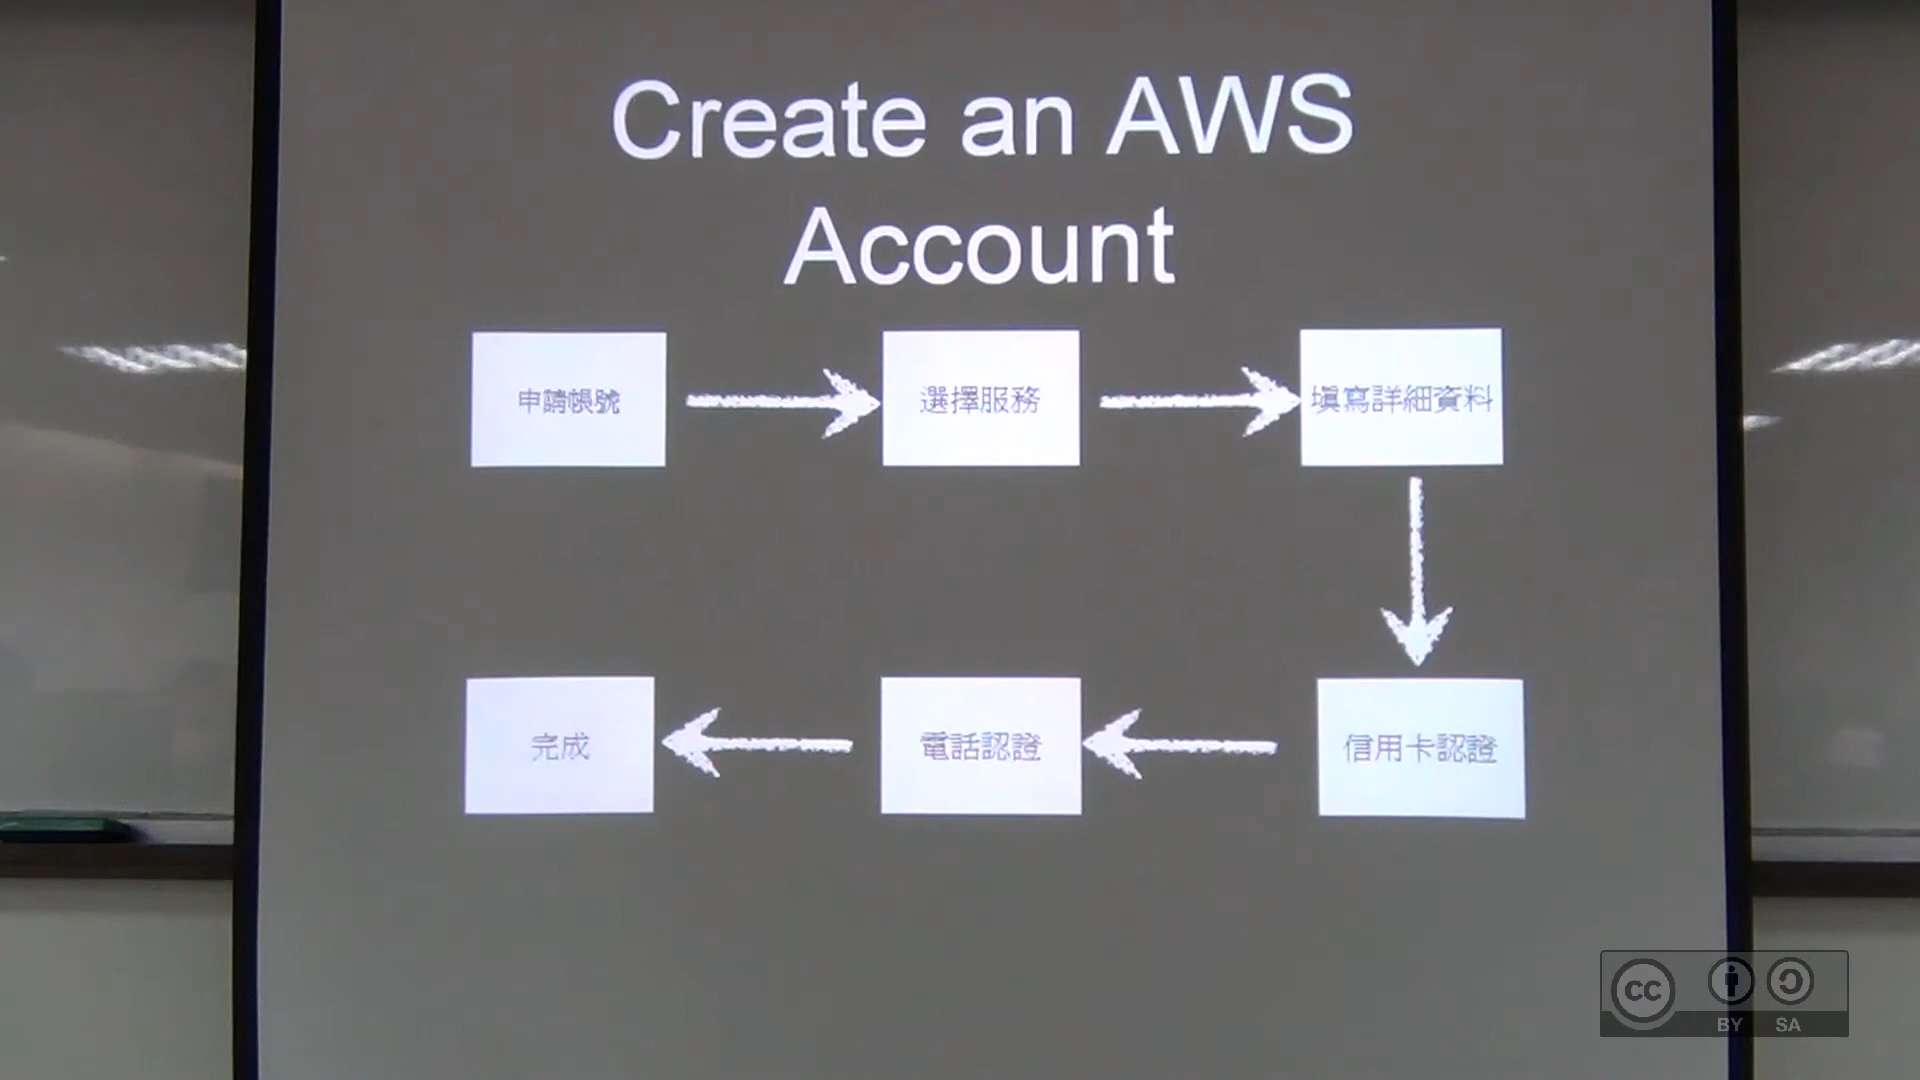 Create an AWS
Account
申請帳號
選擇服務
填寫詳細資料
信用卡認證
電話認證
完成
cc
BY SA